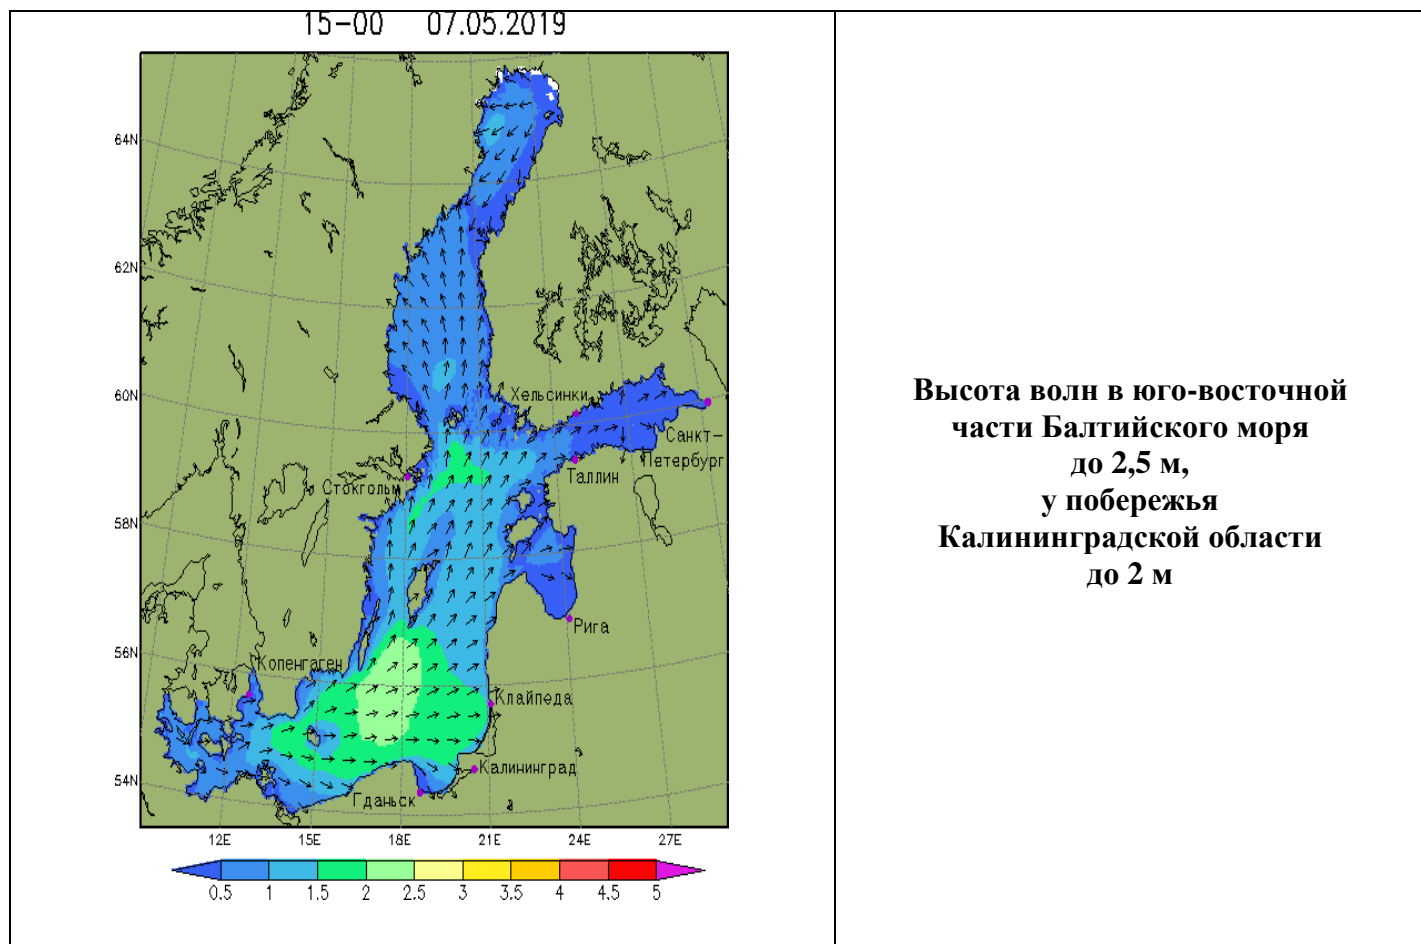 15-00 07.05.2019
64N
62N
60N
58N
56N
54N
Хельсинки
Санкт-
Петербург
Таллин
Стокгольм
Рига
Копенгаген
Клайпеда
Калининград
Гданьск
12E 15E 18E 21E 24E 27E
0.5 1 1.5 2 2.5 3 3.5 4 4.5 5
Высота волн в юго-восточной
части Балтийского моря
до 2,5 м,
у побережья
Калининградской области
до 2 м